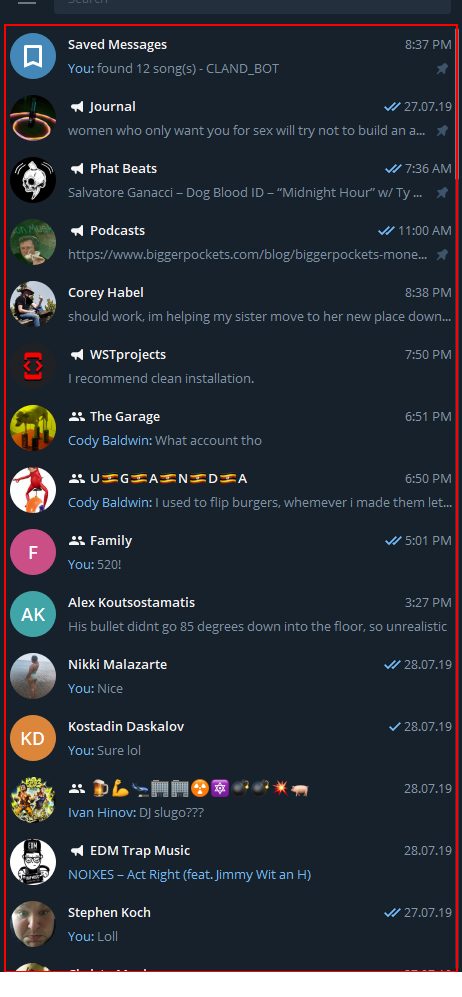 Search
Saved Messages 8:37 PM
You: found 12 song(s) - CLAND_BOT
Journal 27.07.19
women who only want you for sex will try not to build an a...
Phat Beats 7:36 AM
Salvatore Ganacci – Dog Blood ID – “Midnight Hour” w/ Ty ...
Podcasts 11:00 AM
https://www.biggerpockets.com/blog/biggerpockets-mone...
Corey Habel 8:38 PM
should work, im helping my sister move to her new place down...
WSTprojects 7:50 PM
I recommend clean installation.
The Garage 6:51 PM
Cody Baldwin: What account tho
U G A N D A 6:50 PM
Cody Baldwin: I used to flip burgers, whemever i made them let...
F Family 5:01 PM
You: 520!
AK Alex Koutsostamatis 3:27 PM
His bullet didnt go 85 degrees down into the floor, so unrealistic
Nikki Malazarte 28.07.19
You: Nice
KD Kostadin Daskalov 28.07.19
You: Sure lol
28.07.19
Ivan Hinov: DJ slugo???
EDM EDM Trap Music 28.07.19
NOIXES – Act Right (feat. Jimmy Wit an H)
Stephen Koch 27.07.19
You: Loll